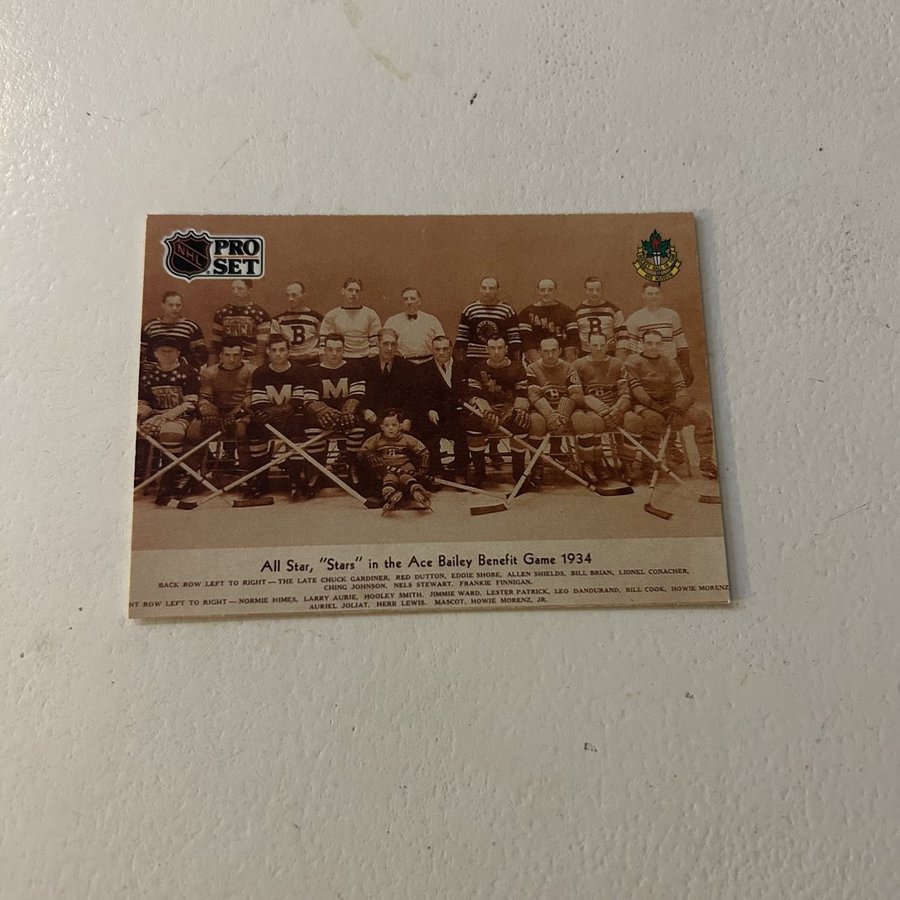 NHL PRO
SET
B
B
M M
All Star, "Stars" in the Ace Bailey Benefit Game 1934
BACK ROW LEFT TO RIGHT — THE LATE CHUCK GARDINER, RED DUTTON, EDDIE SHORE, ALLEN SHIELDS, BILL BRIAN, LIONEL CONACHER,
CHING JOHNSON, NELS STEWART, FRANKIE FINNIGAN.
NT ROW LEFT TO RIGHT — NORMIE HIMES, LARRY AURIE, HOOLEY SMITH, JIMMIE WARD, LESTER PATRICK, LEO DANDURAND, BILL COOK, HOWIE MORENZ
AURIEL JOLIAT, HERB LEWIS. MASCOT, HOWIE MORENZ, JR.